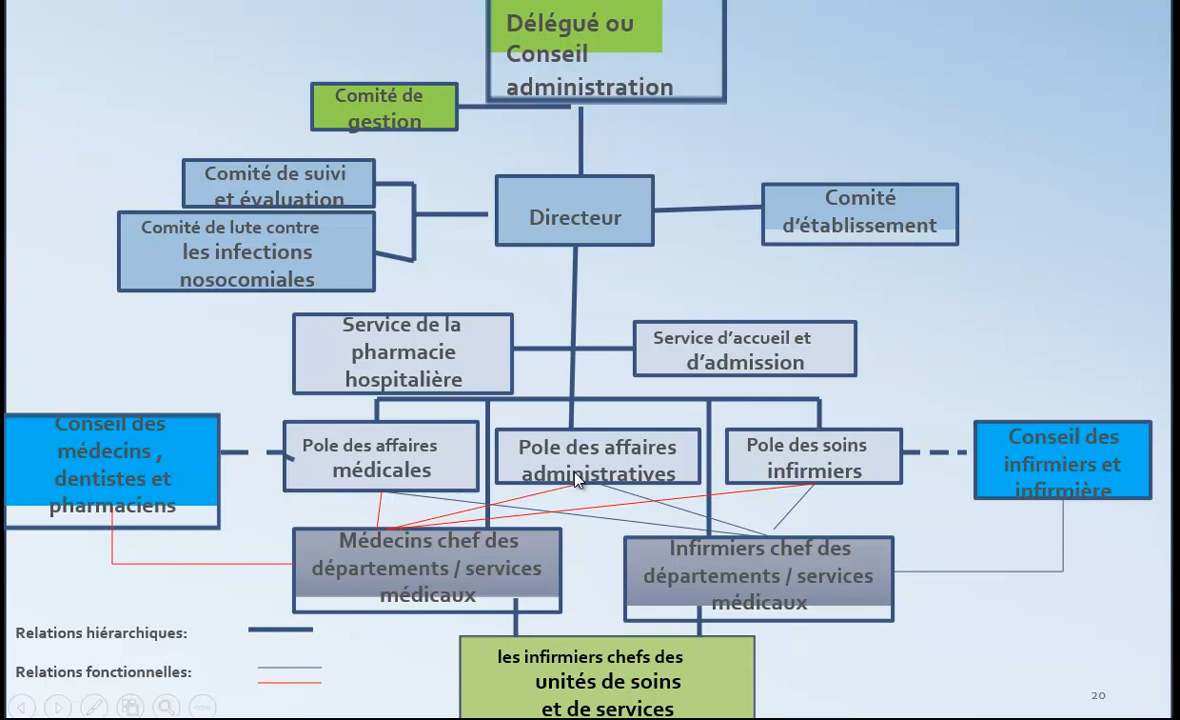 Délégué ou
Conseil
administration
Comité de
gestion
Comité de suivi
et évaluation
Comité de lute contre
les infections
nosocomiales
Directeur
Comité
d’établissement
Service de la
pharmacie
hospitalière
Service d’accueil et
d’admission
Conseil des
médecins ,
dentistes et
pharmaciens
Pole des affaires
médicales
Pole des affaires
administratives
Pole des soins
infirmiers
Conseil des
infirmiers et
infirmière
Médecins chef des
départements / services
médicaux
Infirmiers chef des
départements / services
médicaux
Relations hiérarchiques:
Relations fonctionnelles:
les infirmiers chefs des
unités de soins
et de services
20